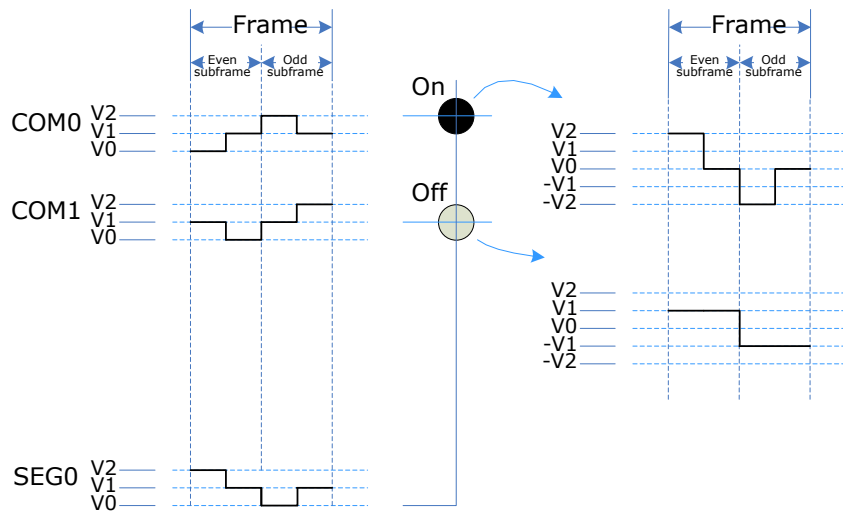 Frame
Even subframe
Odd subframe
COM0
V2
V1
V0
COM1
V2
V1
V0
SEG0
V2
V1
V0
On
Off
Frame
Even subframe
Odd subframe
V2
V1
V0
-V1
-V2
V2
V1
V0
-V1
-V2